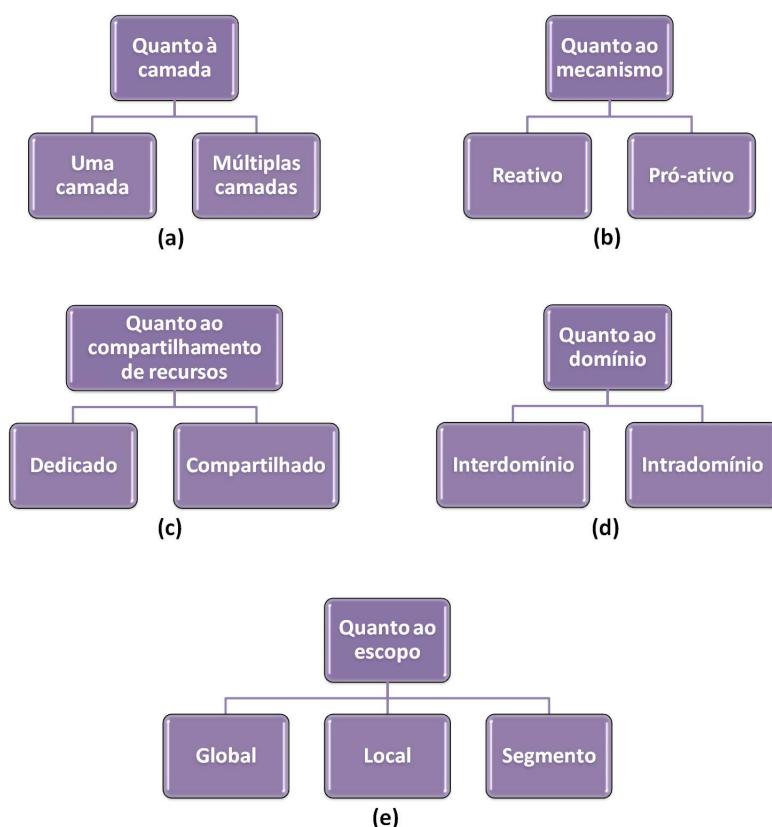 Quanto à
camada
Uma
camada
Múltiplas
camadas
(a)
Quanto ao
mecanismo
Reativo
Pró-ativo
(b)
Quanto ao
compartilhamento
de recursos
Dedicado
Compartilhado
(c)
Quanto ao
domínio
Interdomínio
Intradomínio
(d)
Quanto ao
escopo
Global
Local
Segmento
(e)